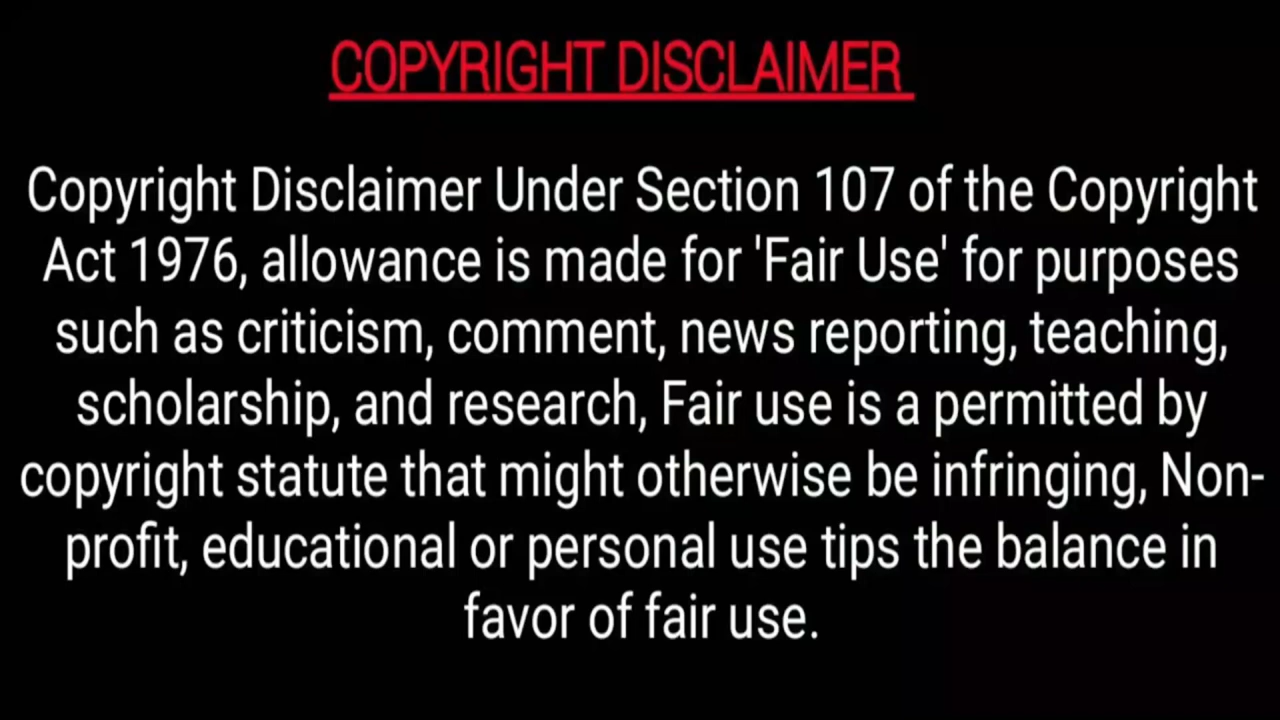 COPYRIGHT DISCLAIMER
Copyright Disclaimer Under Section 107 of the Copyright
Act 1976, allowance is made for 'Fair Use' for purposes
such as criticism, comment, news reporting, teaching,
scholarship, and research, Fair use is a permitted by
copyright statute that might otherwise be infringing, Non-
profit, educational or personal use tips the balance in
favor of fair use.